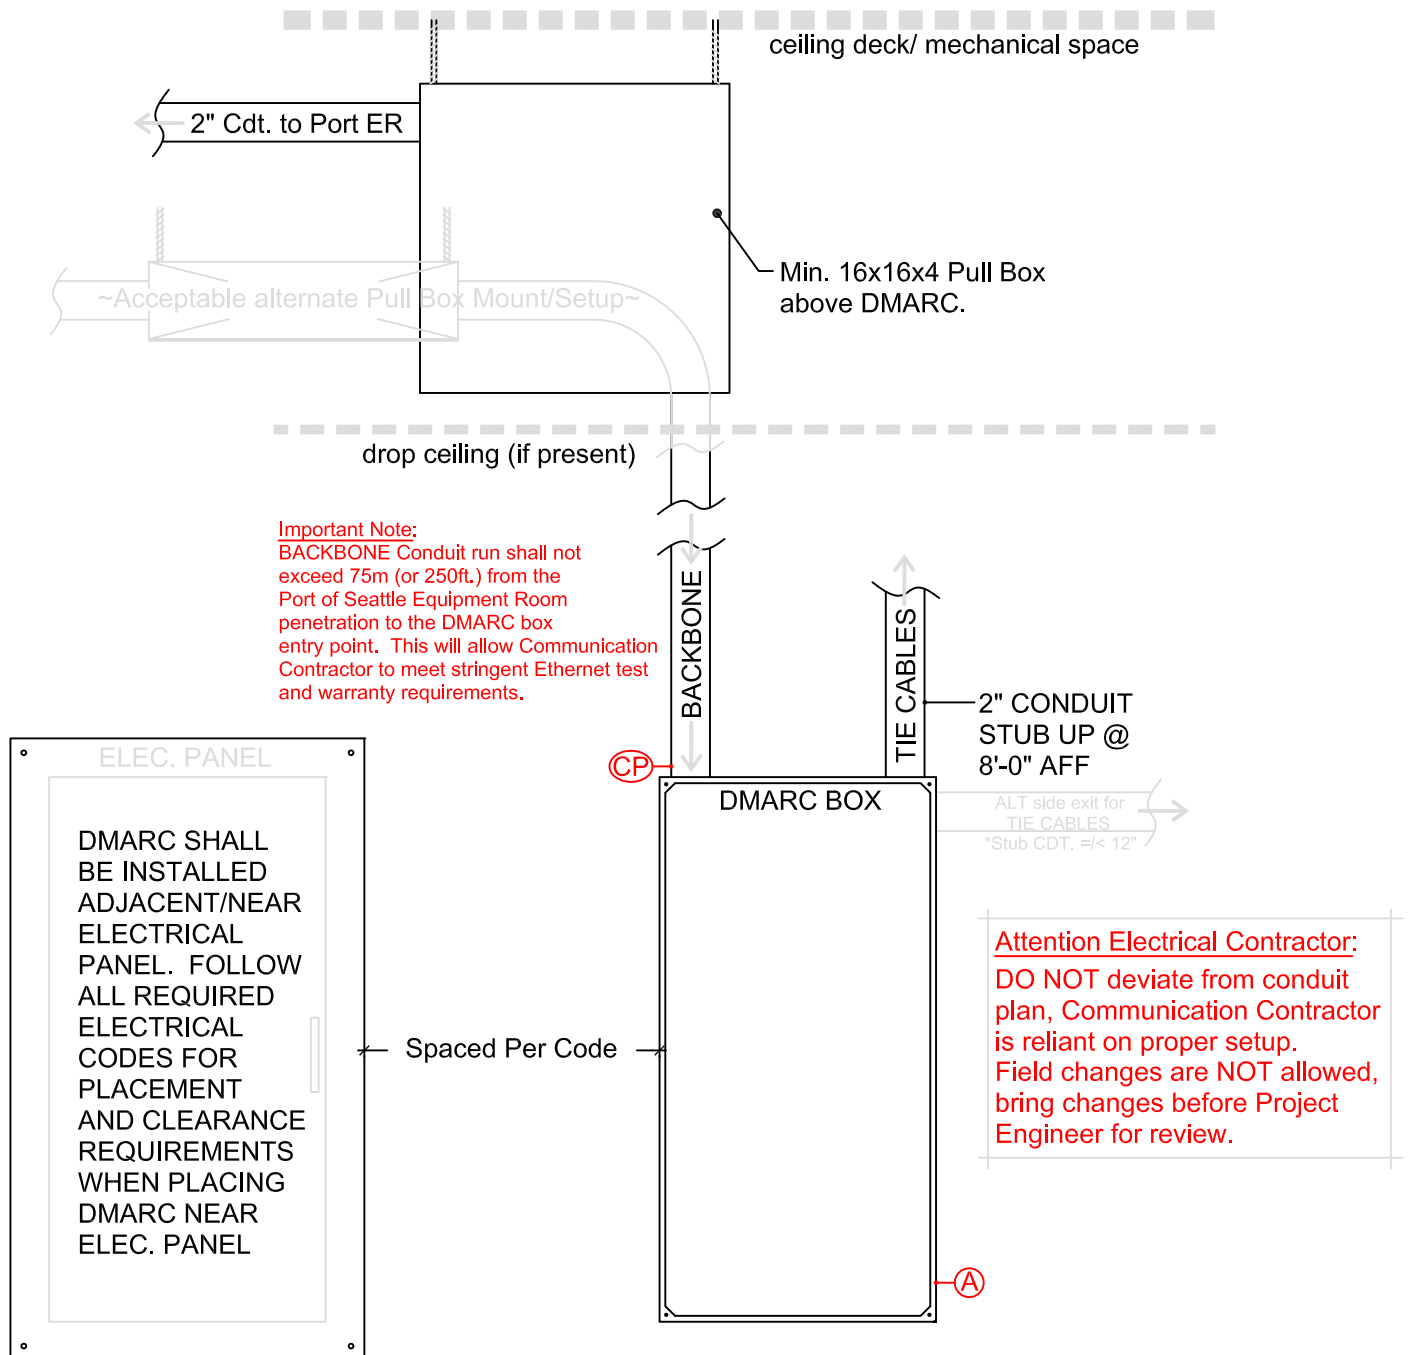 ceiling deck/ mechanical space
2" Cdt. to Port ER
Min. 16x16x4 Pull Box
above DMARC.
~Acceptable alternate Pull Box Mount/Setup~
drop ceiling (if present)
Important Note:
BACKBONE Conduit run shall not
exceed 75m (or 250ft.) from the
Port of Seattle Equipment Room
penetration to the DMARC box
entry point.  This will allow Communication
Contractor to meet stringent Ethernet test
and warranty requirements.
BACKBONE
TIE CABLES
2" CONDUIT
STUB UP @
8'-0" AFF
CP
ELEC. PANEL
DMARC BOX
ALT side exit for
TIE CABLES
*Stub CDT. =/< 12"
DMARC SHALL
BE INSTALLED
ADJACENT/NEAR
ELECTRICAL
PANEL.  FOLLOW
ALL REQUIRED
ELECTRICAL
CODES FOR
PLACEMENT
AND CLEARANCE
REQUIREMENTS
WHEN PLACING
DMARC NEAR
ELEC. PANEL
Spaced Per Code
Attention Electrical Contractor:
DO NOT deviate from conduit
plan, Communication Contractor
is reliant on proper setup.
Field changes are NOT allowed,
bring changes before Project
Engineer for review.
A